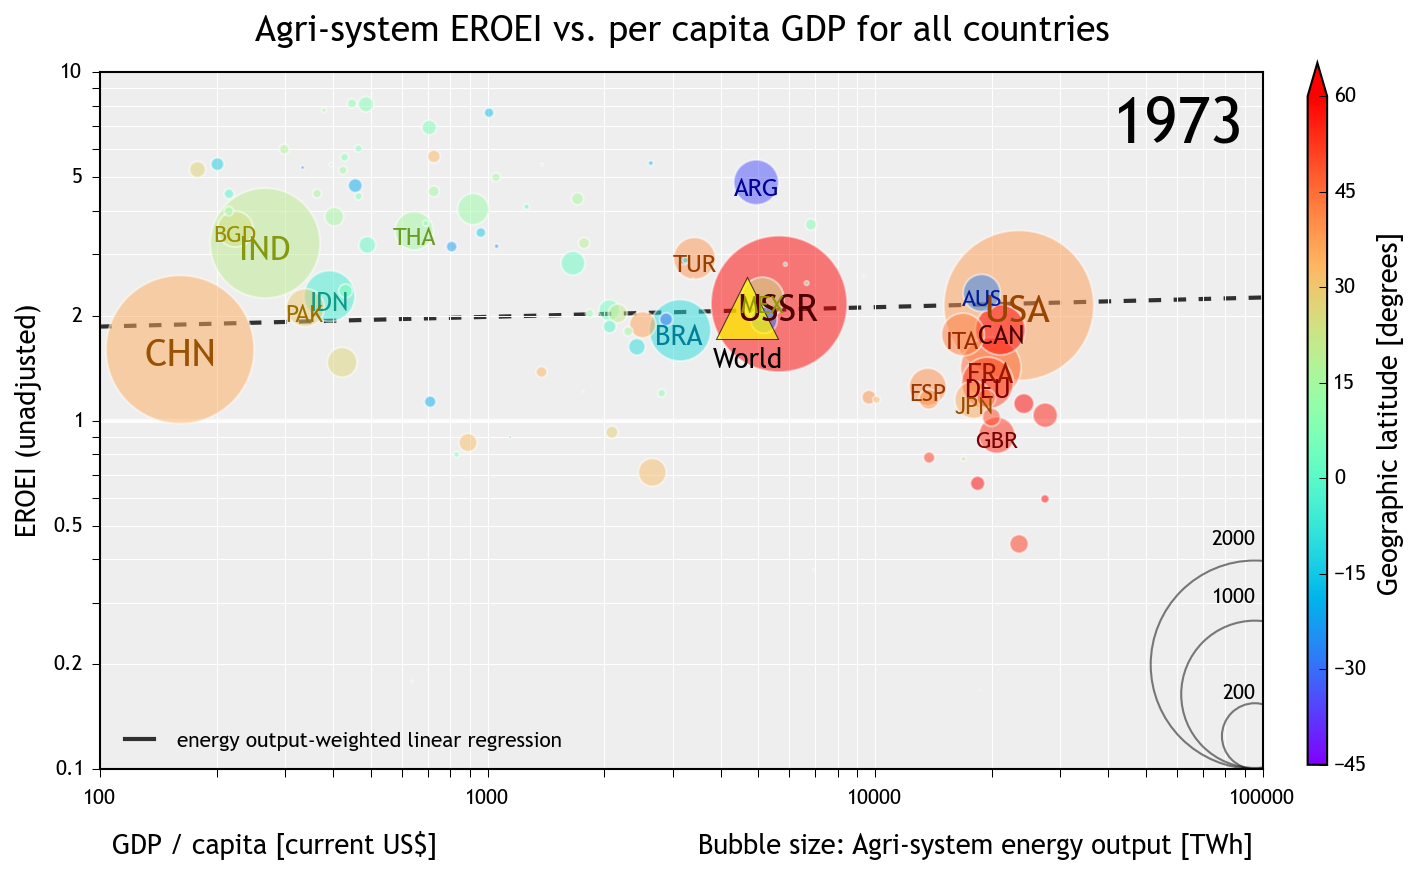 Agri-system EROEI vs. per capita GDP for all countries
1973
10
5
2
1
0.5
0.2
0.1
EROEI (unadjusted)
ARG
BGD
IND
THA
TUR
IDN
PAK
AUS
USA
MEX
USSR
BRA
CAN
ITA
CHN
World
FRA
DEU
ESP
JPN
GBR
2000
1000
200
energy output-weighted linear regression
100
1000
10000
100000
GDP / capita [current US$]
Bubble size: Agri-system energy output [TWh]
60
45
30
15
0
−15
−30
−45
Geographic latitude [degrees]